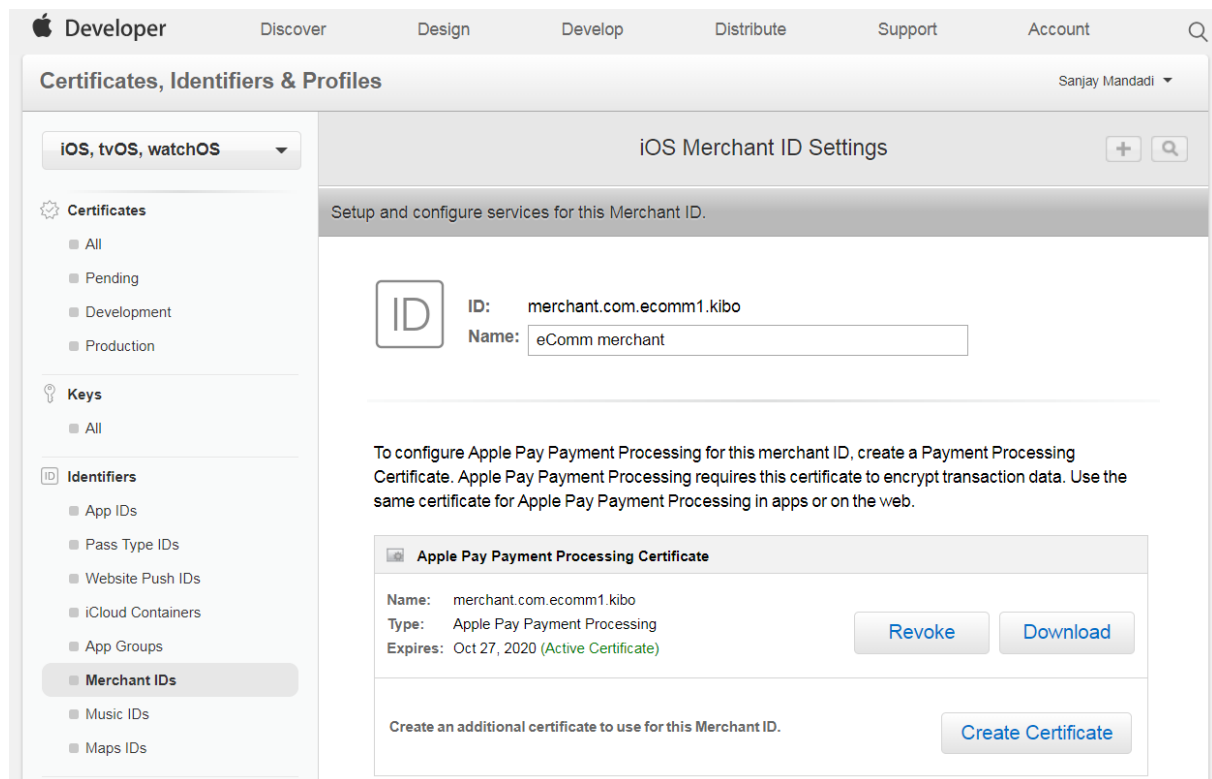 Developer Discover Design Develop Distribute Support Account
Certificates, Identifiers & Profiles
Sanjay Mandadi
iOS, tvOS, watchOS
Certificates
All
Pending
Development
Production
Keys
All
ID Identifiers
App IDs
Pass Type IDs
Website Push IDs
iCloud Containers
App Groups
Merchant IDs
Music IDs
Maps IDs
iOS Merchant ID Settings
Setup and configure services for this Merchant ID.
ID
ID: merchant.com.ecomm1.kibo
Name: eComm merchant
To configure Apple Pay Payment Processing for this merchant ID, create a Payment Processing
Certificate. Apple Pay Payment Processing requires this certificate to encrypt transaction data. Use the
same certificate for Apple Pay Payment Processing in apps or on the web.
Apple Pay Payment Processing Certificate
Name: merchant.com.ecomm1.kibo
Type: Apple Pay Payment Processing
Expires: Oct 27, 2020 (Active Certificate)
Revoke
Download
Create an additional certificate to use for this Merchant ID.
Create Certificate